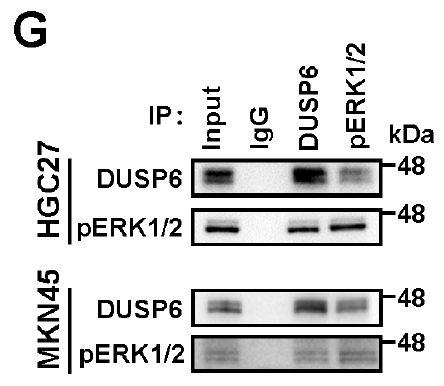 G
IP: Input IgG DUSP6 pERK1/2 kDa
HGC27
DUSP6 48
pERK1/2 48
MKN45
DUSP6 48
pERK1/2 48